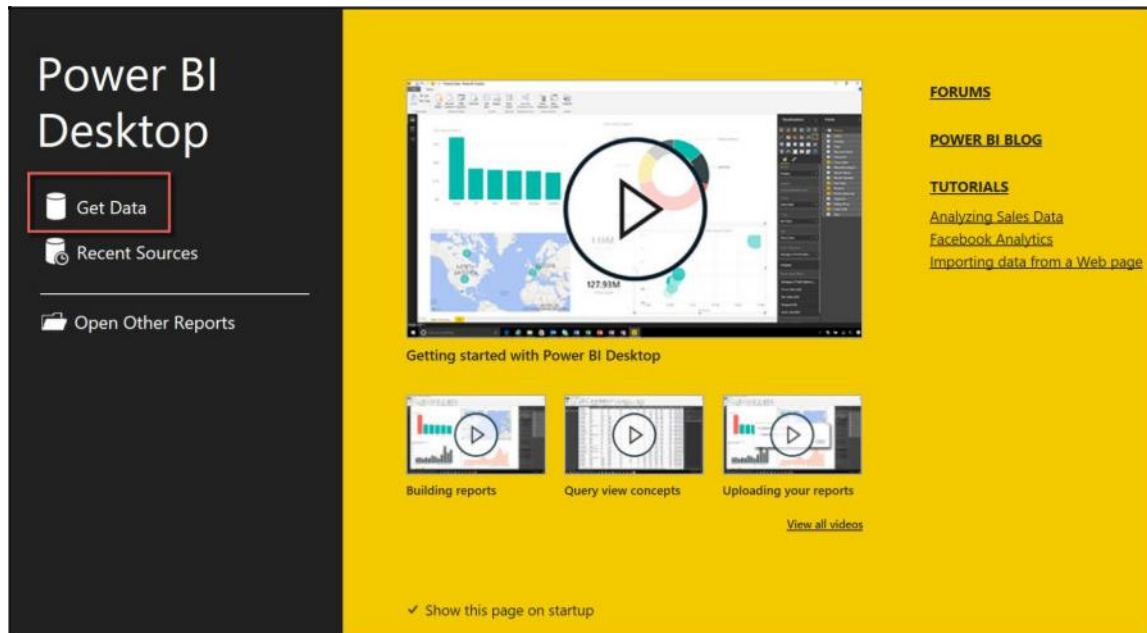 Power BI
Desktop
Get Data
Recent Sources
Open Other Reports
127.93M
Getting started with Power BI Desktop
Building reports
Query view concepts
Uploading your reports
View all videos
✓ Show this page on startup
FORUMS
POWER BI BLOG
TUTORIALS
Analyzing Sales Data
Facebook Analytics
Importing data from a Web page